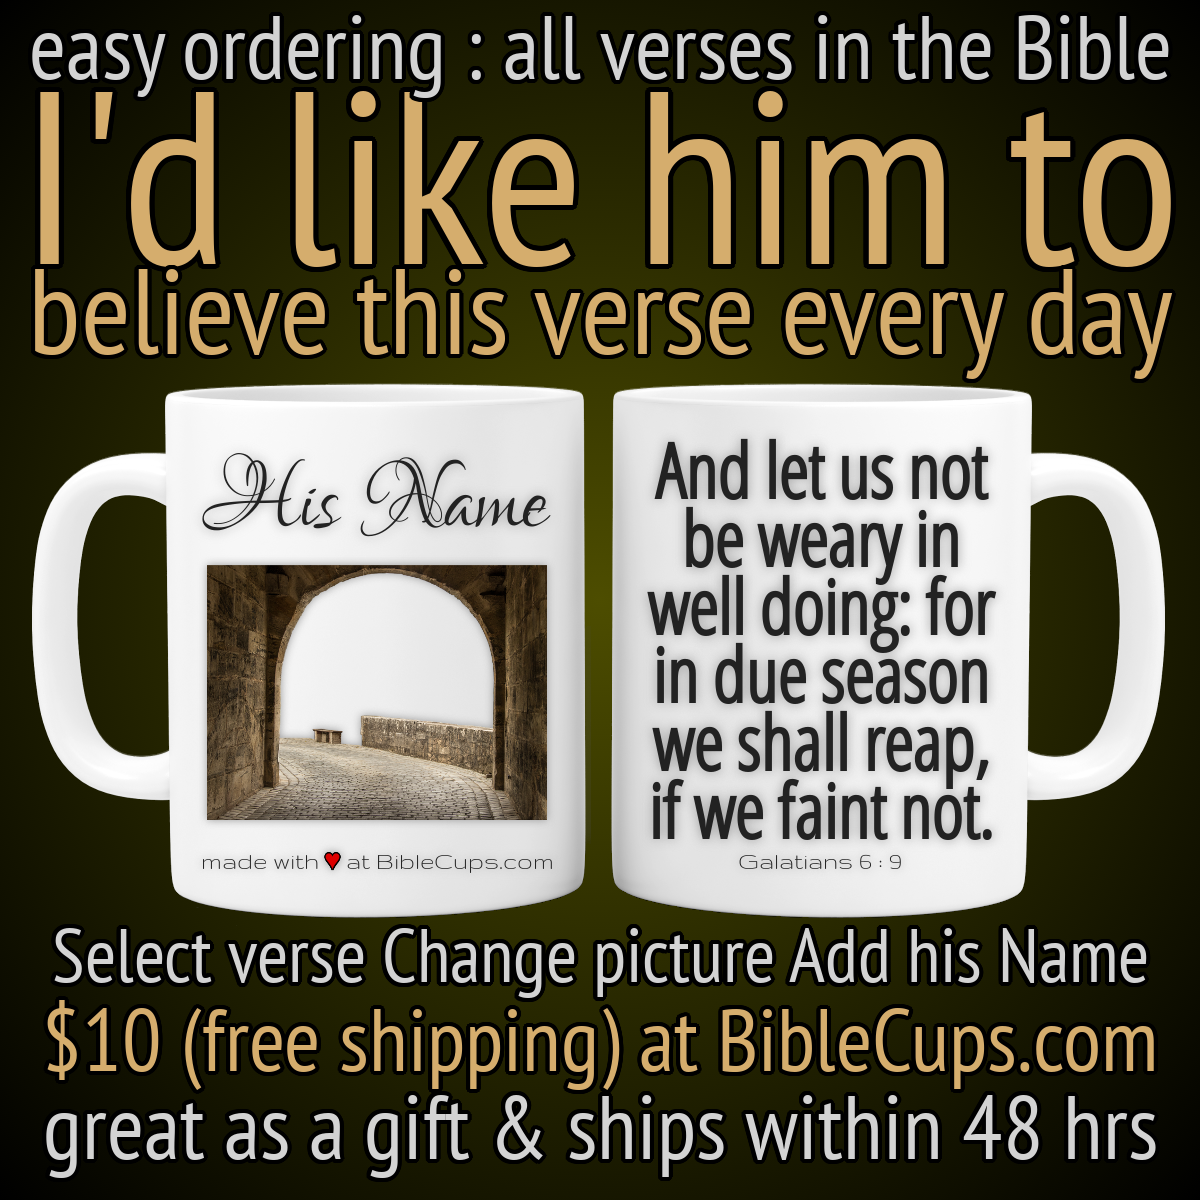 easy ordering : all verses in the Bible
I'd like him to
believe this verse every day
His Name
made with ♥ at BibleCups.com
And let us not
be weary in
well doing: for
in due season
we shall reap,
if we faint not.
Galatians 6 : 9
Select verse Change picture Add his Name
$10 (free shipping) at BibleCups.com
great as a gift & ships within 48 hrs